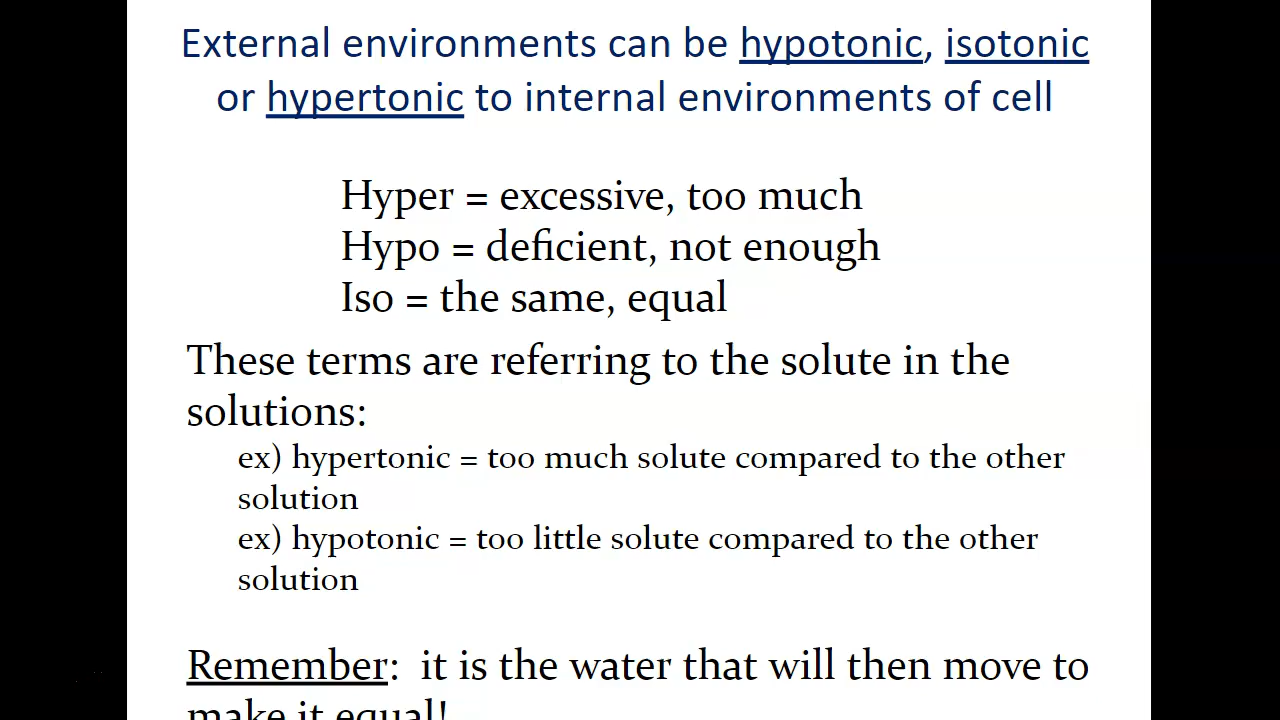 External environments can be hypotonic, isotonic
or hypertonic to internal environments of cell
Hyper = excessive, too much
Hypo = deficient, not enough
Iso = the same, equal
These terms are referring to the solute in the
solutions:
ex) hypertonic = too much solute compared to the other
solution
ex) hypotonic = too little solute compared to the other
solution
Remember:  it is the water that will then move to
make it equal!